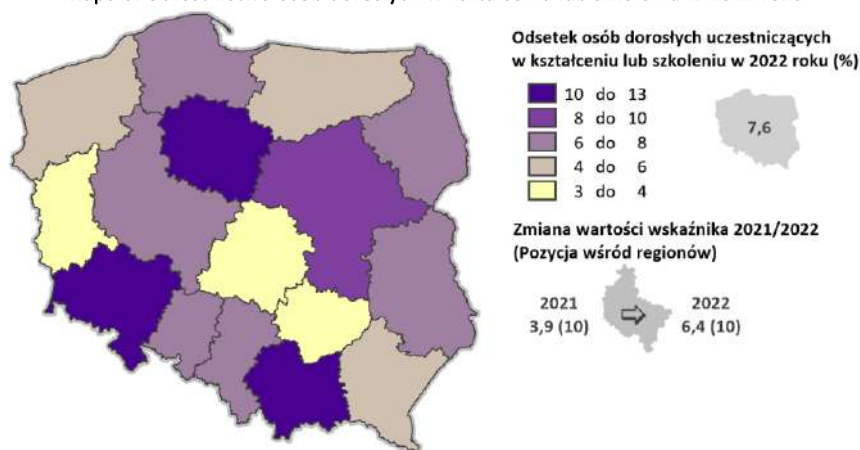 Odsetek osób dorosłych uczestniczących
w kształceniu lub szkoleniu w 2022 roku (%)
10 do 13
8 do 10
6 do 8
4 do 6
3 do 4
7,6
Zmiana wartości wskaźnika 2021/2022
(Pozycja wśród regionów)
2021
3,9 (10)
2022
6,4 (10)